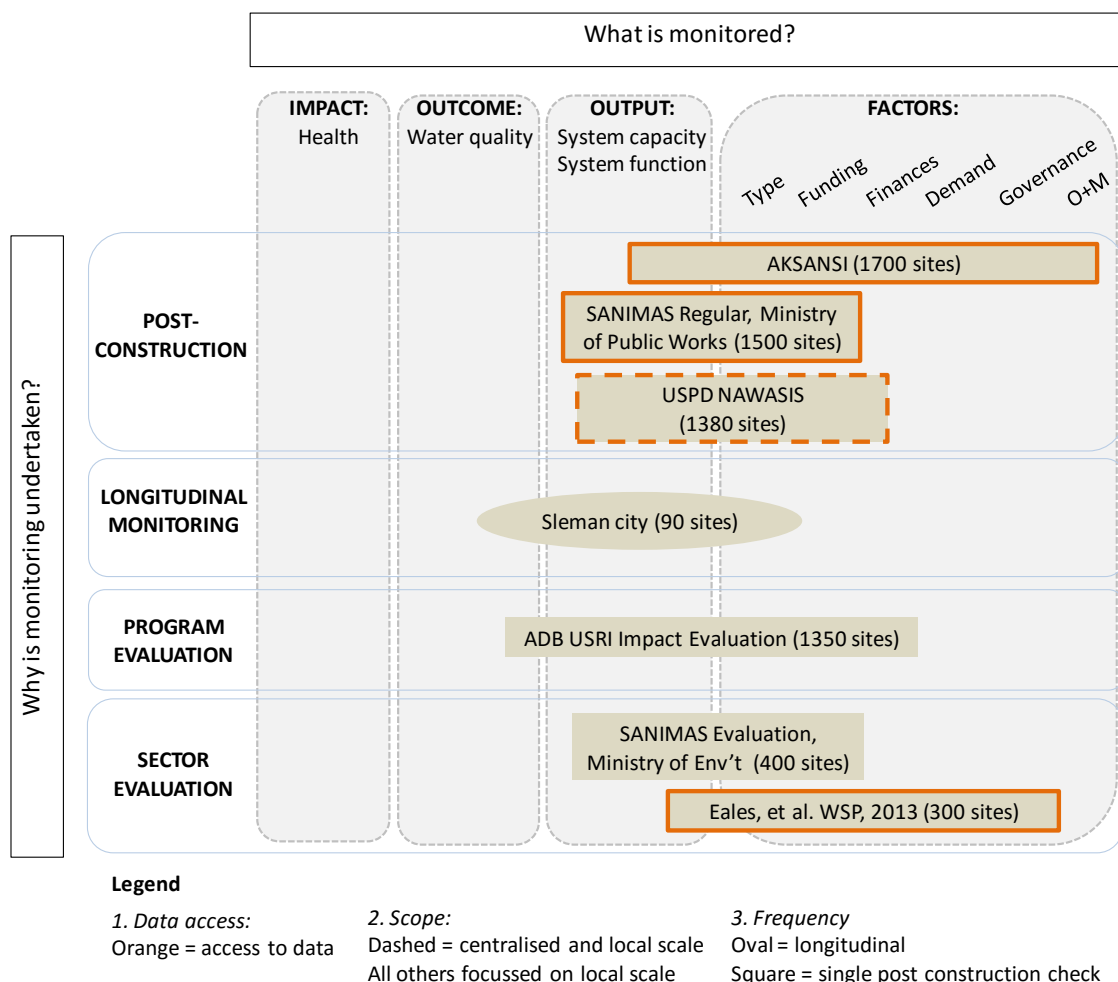 What is monitored?
IMPACT:
Health
OUTCOME:
Water quality
OUTPUT:
System capacity
System function
FACTORS:
Type
Funding
Finances
Demand
Governance
O+M
Why is monitoring undertaken?
POST-
CONSTRUCTION
AKSANSI (1700 sites)
SANIMAS Regular, Ministry
of Public Works (1500 sites)
USPD NAWASIS
(1380 sites)
LONGITUDINAL
MONITORING
Sleman city (90 sites)
PROGRAM
EVALUATION
ADB USRI Impact Evaluation (1350 sites)
SECTOR
EVALUATION
SANIMAS Evaluation,
Ministry of Env't (400 sites)
Eales, et al. WSP, 2013 (300 sites)
Legend
1. Data access:
Orange = access to data
2. Scope:
Dashed = centralised and local scale
All others focussed on local scale
3. Frequency
Oval = longitudinal
Square = single post construction check